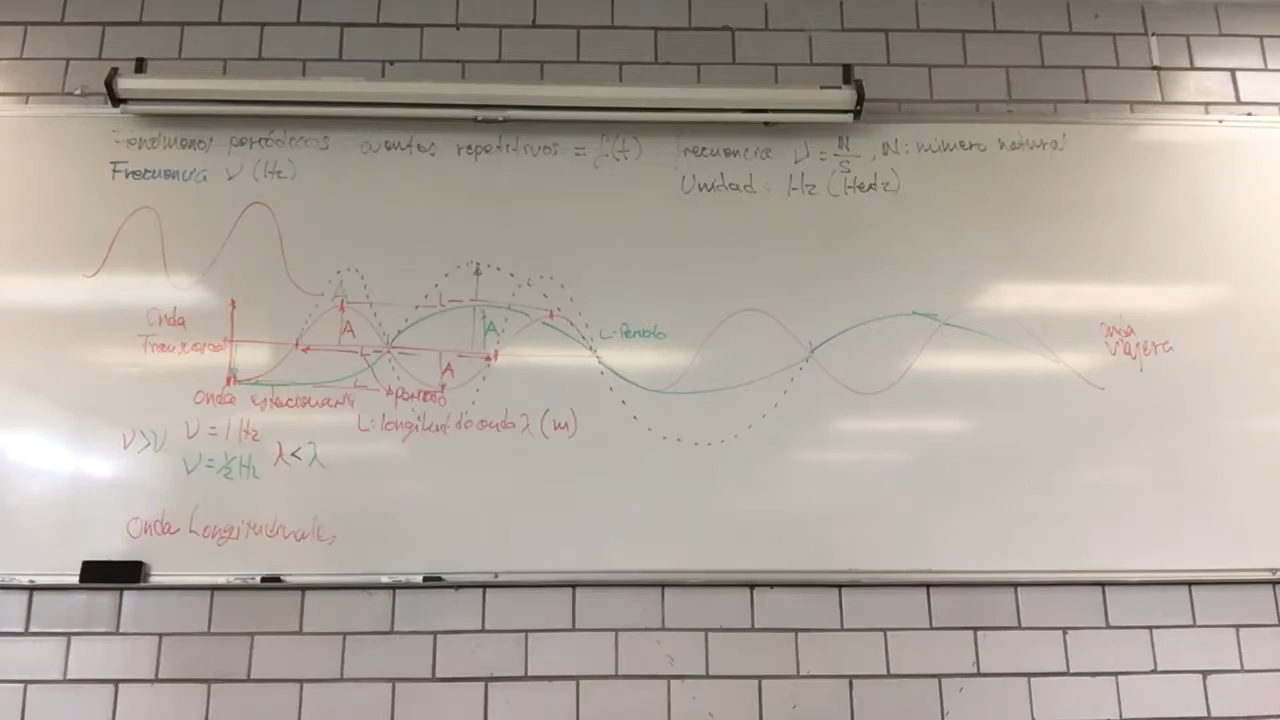 Fenómenos periódicos eventos repetitivos = f(t)
Frecuencia ν (Hz)
Frecuencia ν = N/S , N: número natural
Unidad: Hz (Hertz)
A
L
A
A
L
A
L
L-Periodo
Onda
Transversal
Onda viajera
Onda estacionaria
periodo
L: longitud de onda λ (m)
ν>ν ν = 1 Hz
ν = ½ Hz λ < λ
Onda Longitudinales